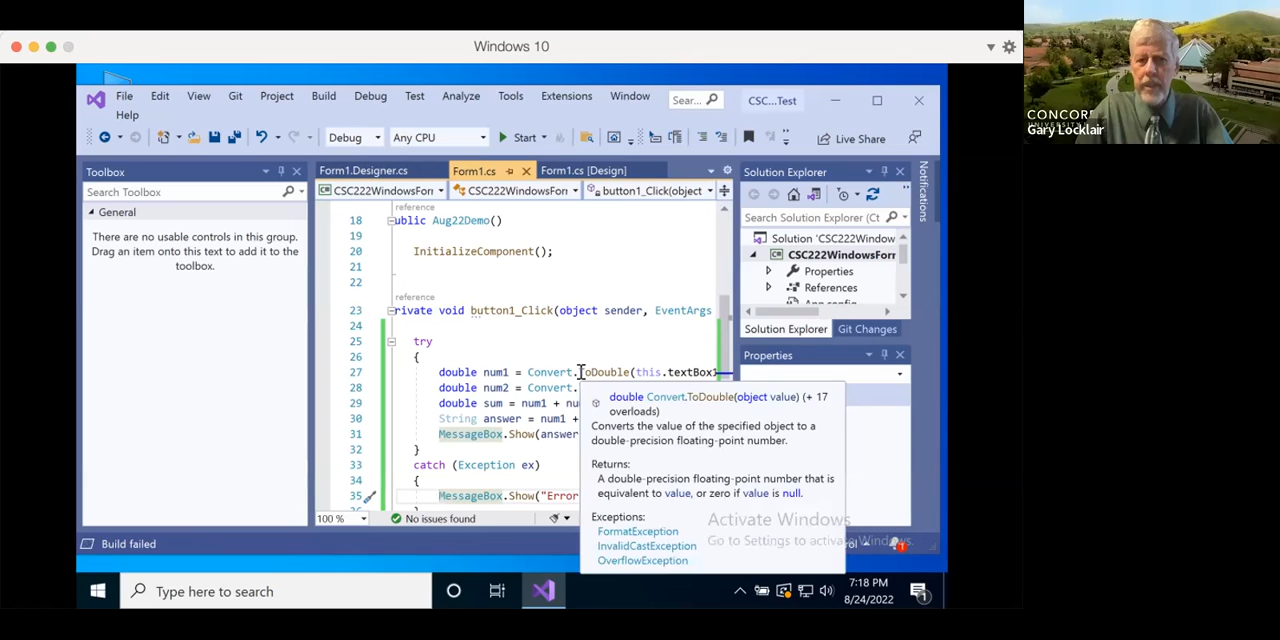 Windows 10
CONCOR
UNIVERSITY
Gary Locklair
File Edit View Git Project Build Debug Test Analyze Tools Extensions Window Sear... CSC...Test
Help
Debug Any CPU Start Live Share
Toolbox
Search Toolbox
General
There are no usable controls in this group.
Drag an item onto this text to add it to the
toolbox.
Form1.Designer.cs Form1.cs Form1.cs [Design]
CSC222WindowsForr CSC222WindowsForr button1_Click(object
reference
18 ublic Aug22Demo()
19
20 InitializeComponent();
21
22
reference
23 rivate void button1_Click(object sender, EventArgs
24
25 try
26 {
27 double num1 = Convert.ToDouble(this.textBox1
28 double num2 = Convert.
29 double sum = num1 + nu
30 String answer = num1 +
31 MessageBox.Show(answer
32 }
33 catch (Exception ex)
34 {
35 MessageBox.Show("Error
100 % No issues found
double Convert.ToDouble(object value) (+ 17
overloads)
Converts the value of the specified object to a
double-precision floating-point number.
Returns:
A double-precision floating-point number that is
equivalent to value, or zero if value is null.
Exceptions:
FormatException
InvalidCastException
OverflowException
Solution Explorer
Search Solution Explorer (Ct
Solution 'CSC222Window
CSC222WindowsForr
Properties
References
App.config
Solution Explorer Git Changes
Properties
Notifications
Activate Windows
Go to Settings to activate Windows.
Build failed
Type here to search
7:18 PM
8/24/2022